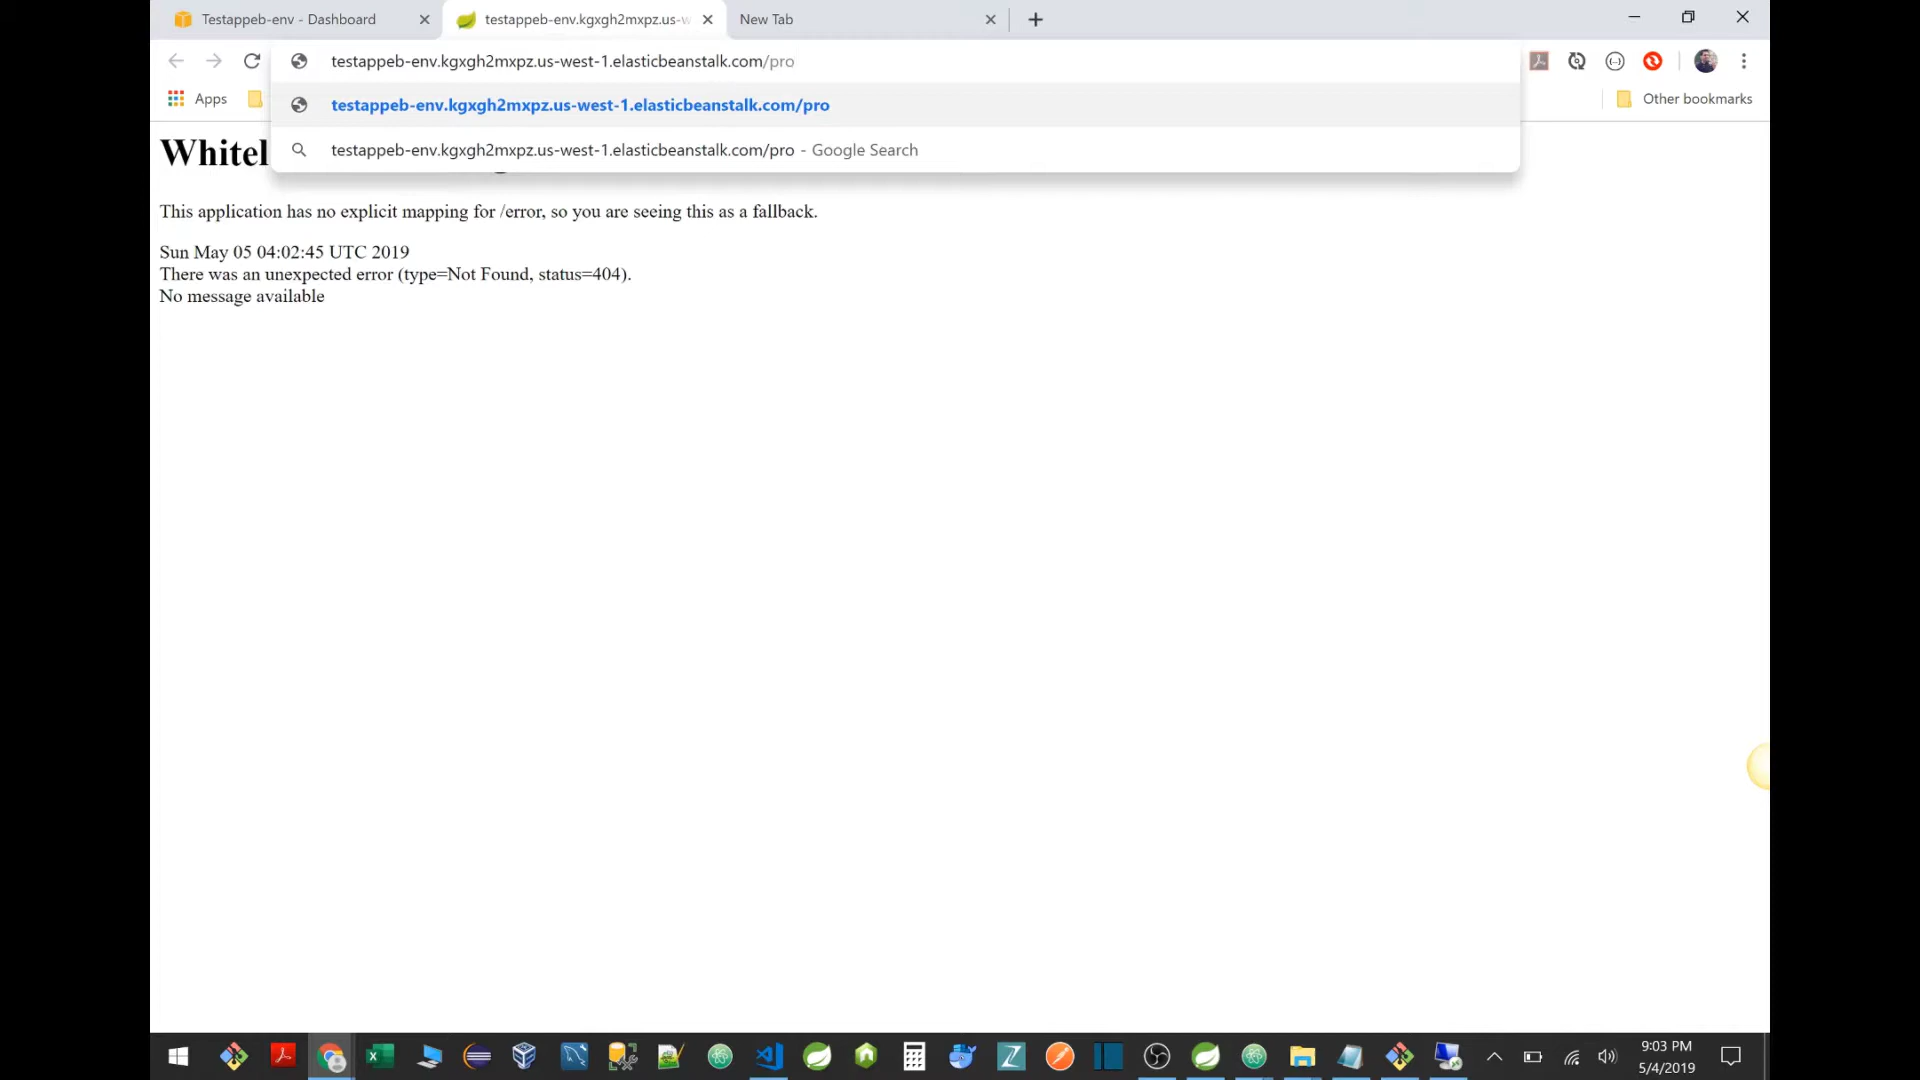 Testappeb-env - Dashboard
testappeb-env.kgxgh2mxpz.us-w
New Tab
testappeb-env.kgxgh2mxpz.us-west-1.elasticbeanstalk.com/pro
Apps
testappeb-env.kgxgh2mxpz.us-west-1.elasticbeanstalk.com/pro
Other bookmarks
testappeb-env.kgxgh2mxpz.us-west-1.elasticbeanstalk.com/pro - Google Search
Whitel
This application has no explicit mapping for /error, so you are seeing this as a fallback.
Sun May 05 04:02:45 UTC 2019
There was an unexpected error (type=Not Found, status=404).
No message available
9:03 PM
5/4/2019